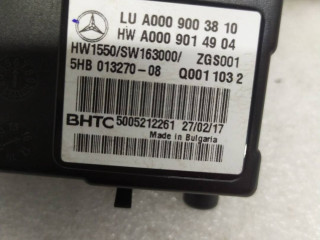 LU A000 900 38 10
HW A000 901 49 04
HW1550/SW163000/ ZGS001
5HB 013270-08 Q001 103 2
BHTC 5005212261 27/02/17
Made in Bulgaria